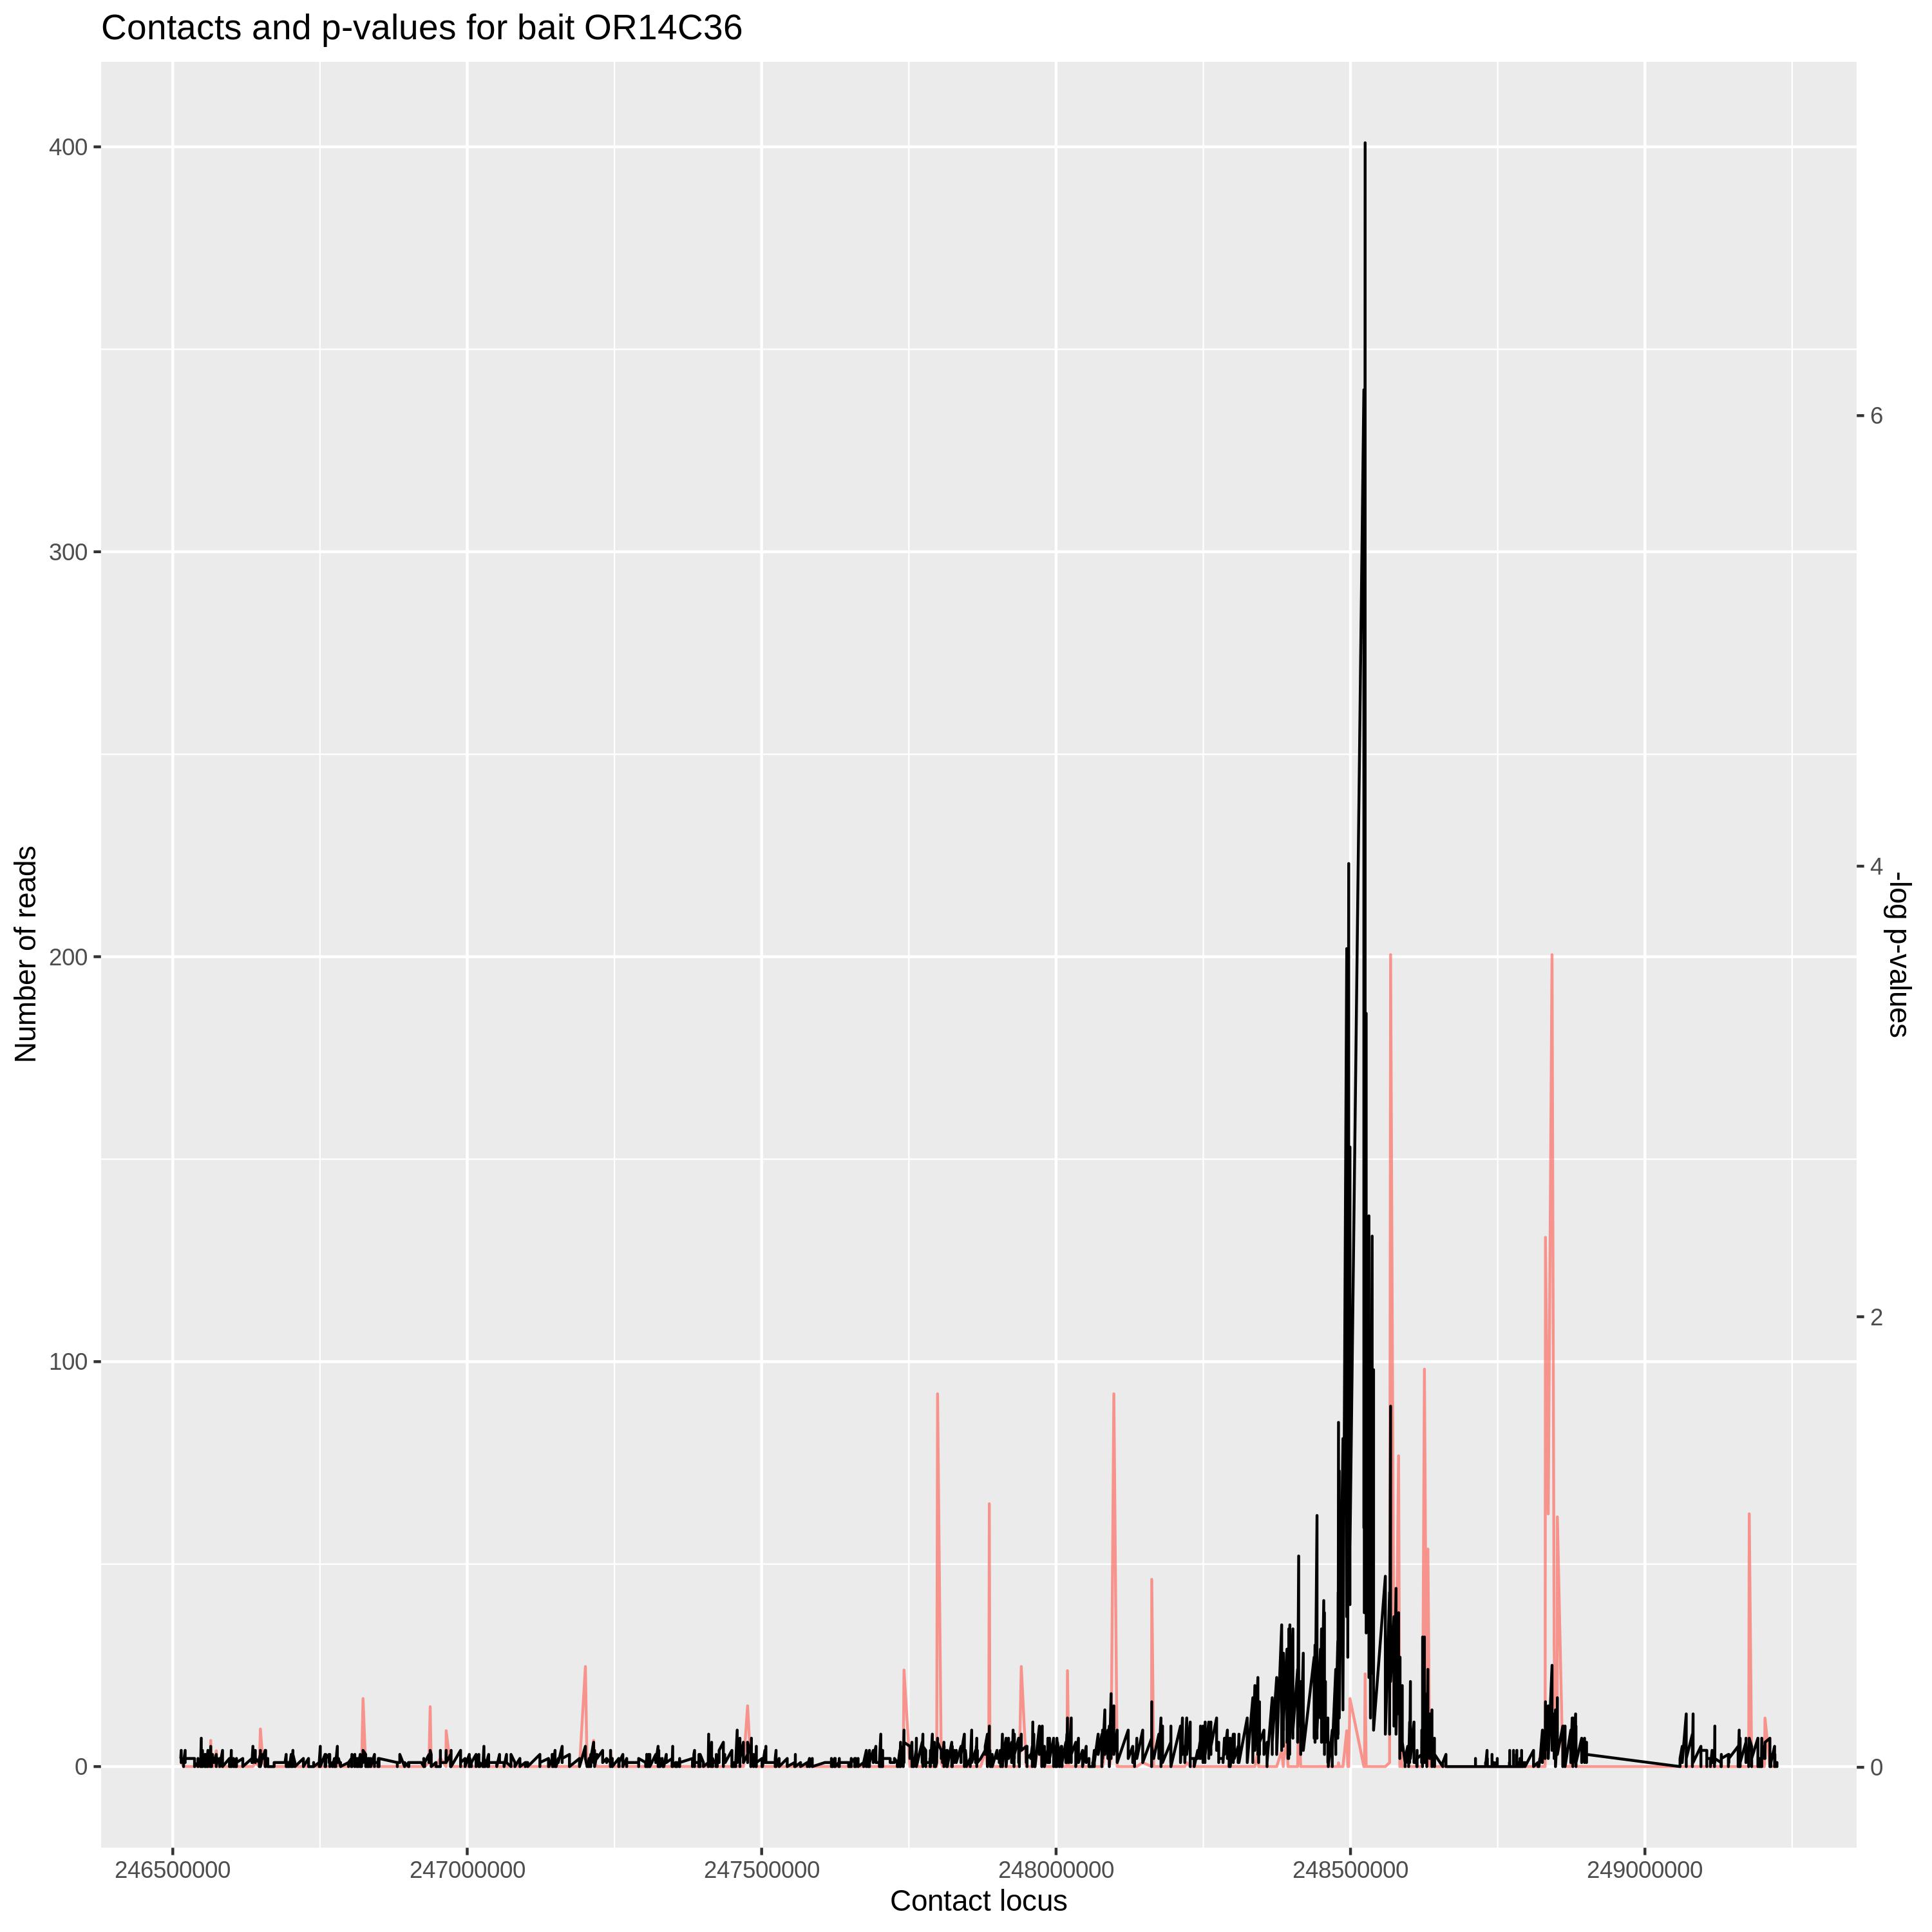 Contacts and p-values for bait OR14C36
400
300
200
100
0
Number of reads
6
4
2
0
-log p-values
246500000 247000000 247500000 248000000 248500000 249000000
Contact locus